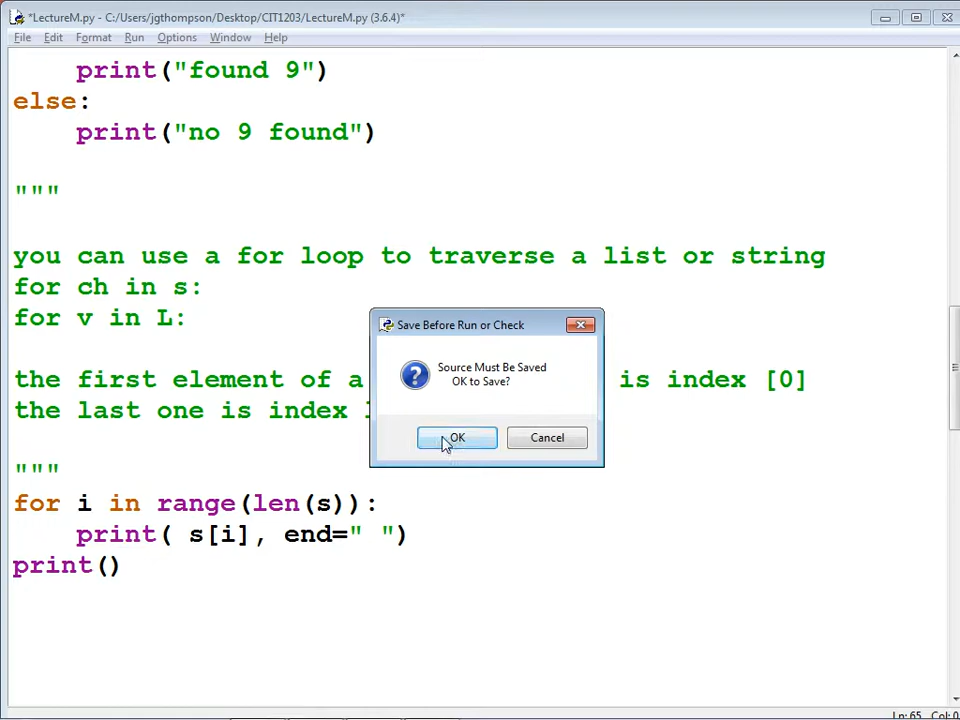 *LectureM.py - C:/Users/jgthompson/Desktop/CIT1203/LectureM.py (3.6.4)*
File Edit Format Run Options Window Help
print("found 9")
else:
print("no 9 found")
"""
you can use a for loop to traverse a list or string
for ch in s:
for v in L:
Save Before Run or Check
Source Must Be Saved
OK to Save?
OK Cancel
the first element of a is index [0]
the last one is index
"""
for i in range(len(s)):
print( s[i], end=" ")
print()
Ln: 65 Col: 0